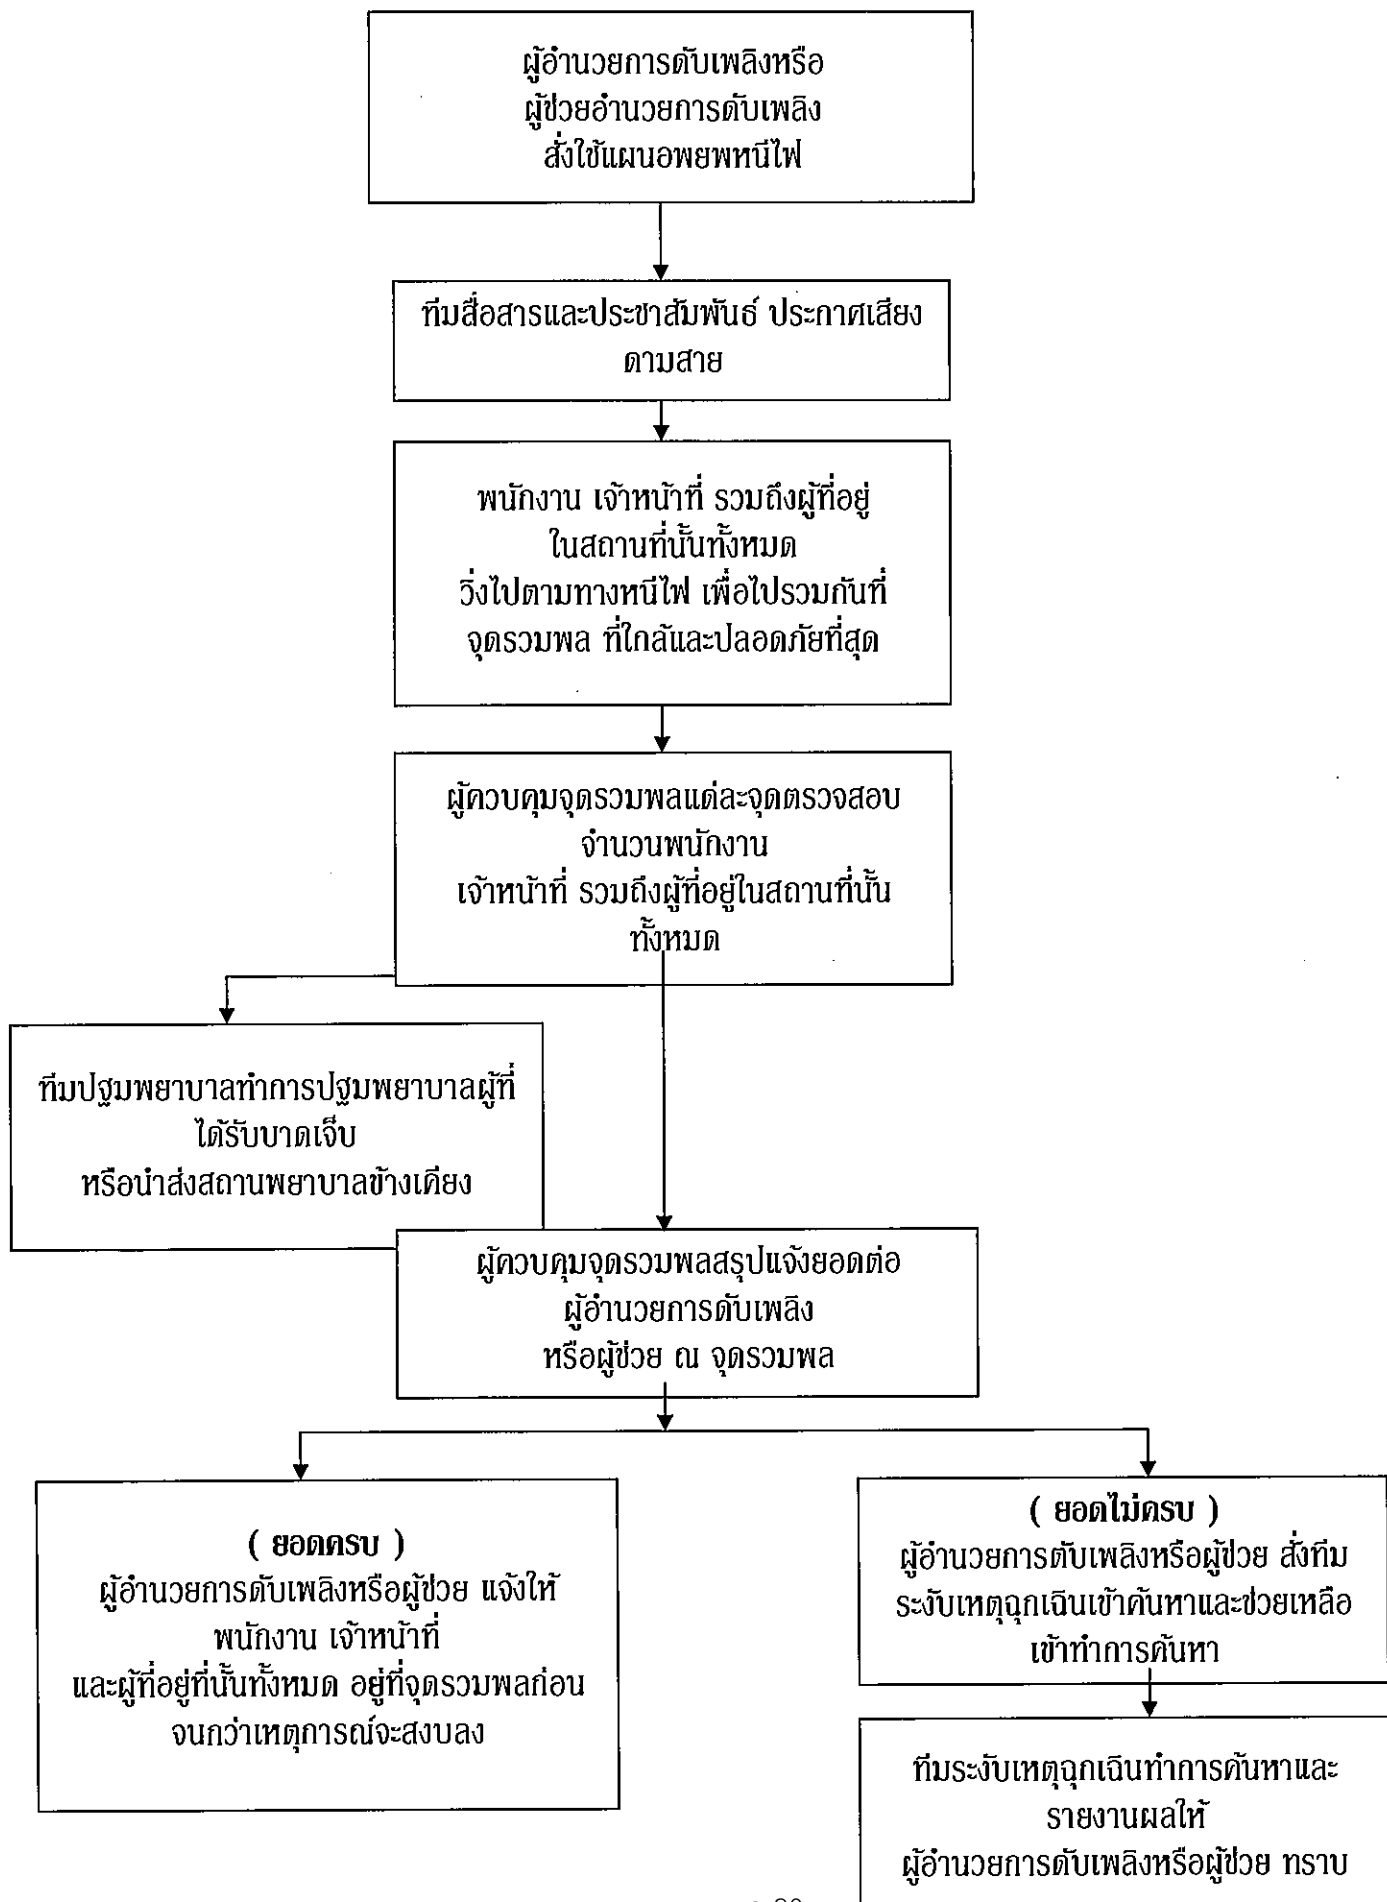 ผู้อำนวยการดับเพลิงหรือ
ผู้ช่วยอำนวยการดับเพลิง
สั่งใช้แผนอพยพหนีไฟ
ทีมสื่อสารและประชาสัมพันธ์ ประกาศเสียง
ตามสาย
พนักงาน เจ้าหน้าที่ รวมถึงผู้ที่อยู่
ในสถานที่นั้นทั้งหมด
วิ่งไปตามทางหนีไฟ เพื่อไปรวมกันที่
จุดรวมพล ที่ใกล้และปลอดภัยที่สุด
ผู้ควบคุมจุดรวมพลแต่ละจุดตรวจสอบ
จำนวนพนักงาน
เจ้าหน้าที่ รวมถึงผู้ที่อยู่ในสถานที่นั้น
ทั้งหมด
ทีมปฐมพยาบาลทำการปฐมพยาบาลผู้ที่
ได้รับบาดเจ็บ
หรือนำส่งสถานพยาบาลข้างเคียง
ผู้ควบคุมจุดรวมพลสรุปแจ้งยอดต่อ
ผู้อำนวยการดับเพลิง
หรือผู้ช่วย ณ จุดรวมพล
( ยอดครบ )
ผู้อำนวยการดับเพลิงหรือผู้ช่วย แจ้งให้
พนักงาน เจ้าหน้าที่
และผู้ที่อยู่ที่นั้นทั้งหมด อยู่ที่จุดรวมพลก่อน
จนกว่าเหตุการณ์จะสงบลง
( ยอดไม่ครบ )
ผู้อำนวยการดับเพลิงหรือผู้ช่วย สั่งทีม
ระงับเหตุฉุกเฉินเข้าค้นหาและช่วยเหลือ
เข้าทำการค้นหา
ทีมระงับเหตุฉุกเฉินทำการค้นหาและ
รายงานผลให้
ผู้อำนวยการดับเพลิงหรือผู้ช่วย ทราบ